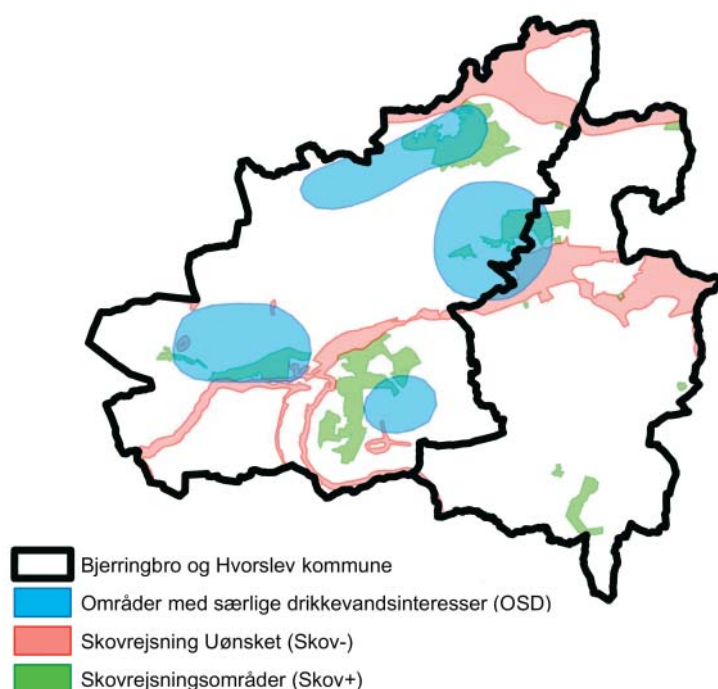 Bjerringbro og Hvorslev kommune
Områder med særlige drikkevandsinteresser (OSD)
Skovrejsning Uønsket (Skov-)
Skovrejsningsområder (Skov+)